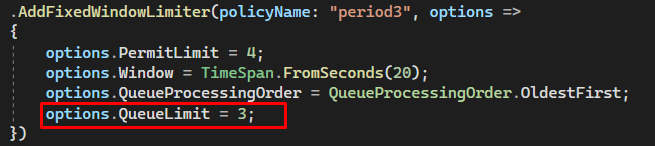 .AddFixedWindowLimiter(policyName: "period3", options =>
{
    options.PermitLimit = 4;
    options.Window = TimeSpan.FromSeconds(20);
    options.QueueProcessingOrder = QueueProcessingOrder.OldestFirst;
    options.QueueLimit = 3;
})